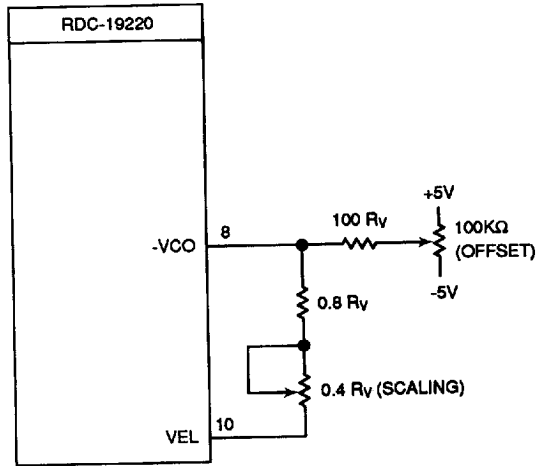 RDC-19220
8
-VCO
100 Rv
+5V
100KΩ
(OFFSET)
-5V
0.8 Rv
0.4 Rv (SCALING)
10
VEL